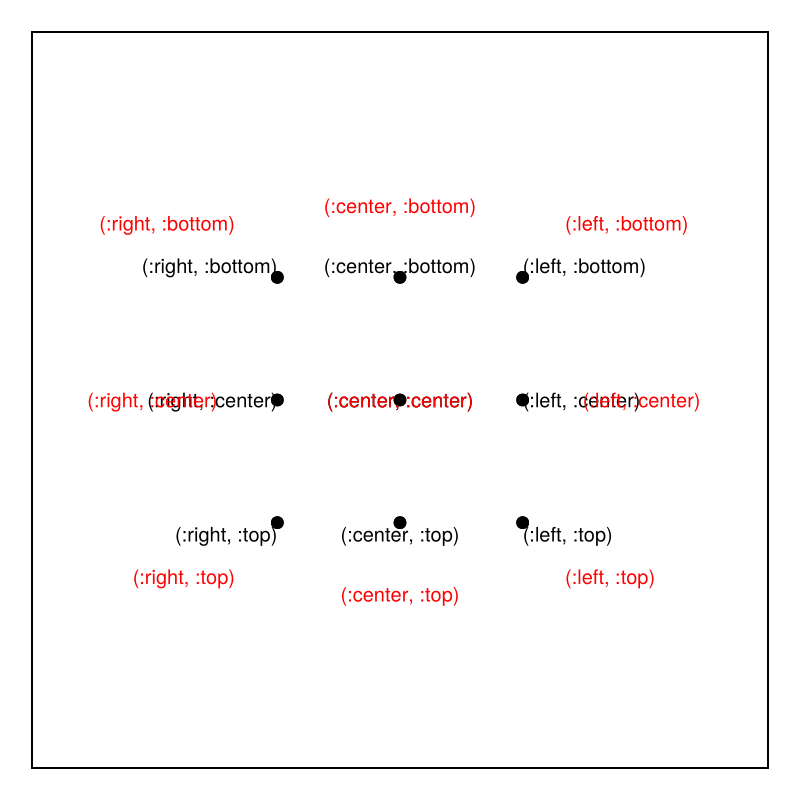 (:center, :bottom)
(:right, :bottom) (:left, :bottom)
(:right, :bottom) (:center, :bottom) (:left, :bottom)
(:right, :center) (:right, :center) (:center, :center) (:center, :center) (:left, :center) (:left, :center)
(:right, :top) (:center, :top) (:left, :top)
(:right, :top) (:left, :top)
(:center, :top)